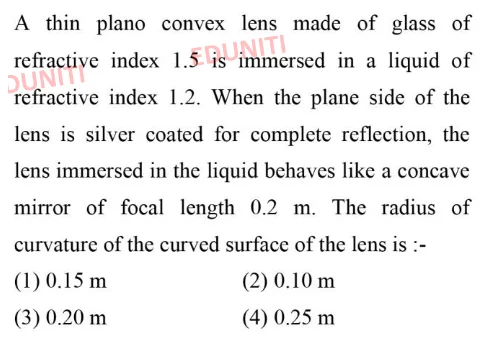 A thin plano convex lens made of glass of
refractive index 1.5 is immersed in a liquid of
refractive index 1.2. When the plane side of the
lens is silver coated for complete reflection, the
lens immersed in the liquid behaves like a concave
mirror of focal length 0.2 m. The radius of
curvature of the curved surface of the lens is :-
(1) 0.15 m (2) 0.10 m
(3) 0.20 m (4) 0.25 m
EDUNITI
DUNITI